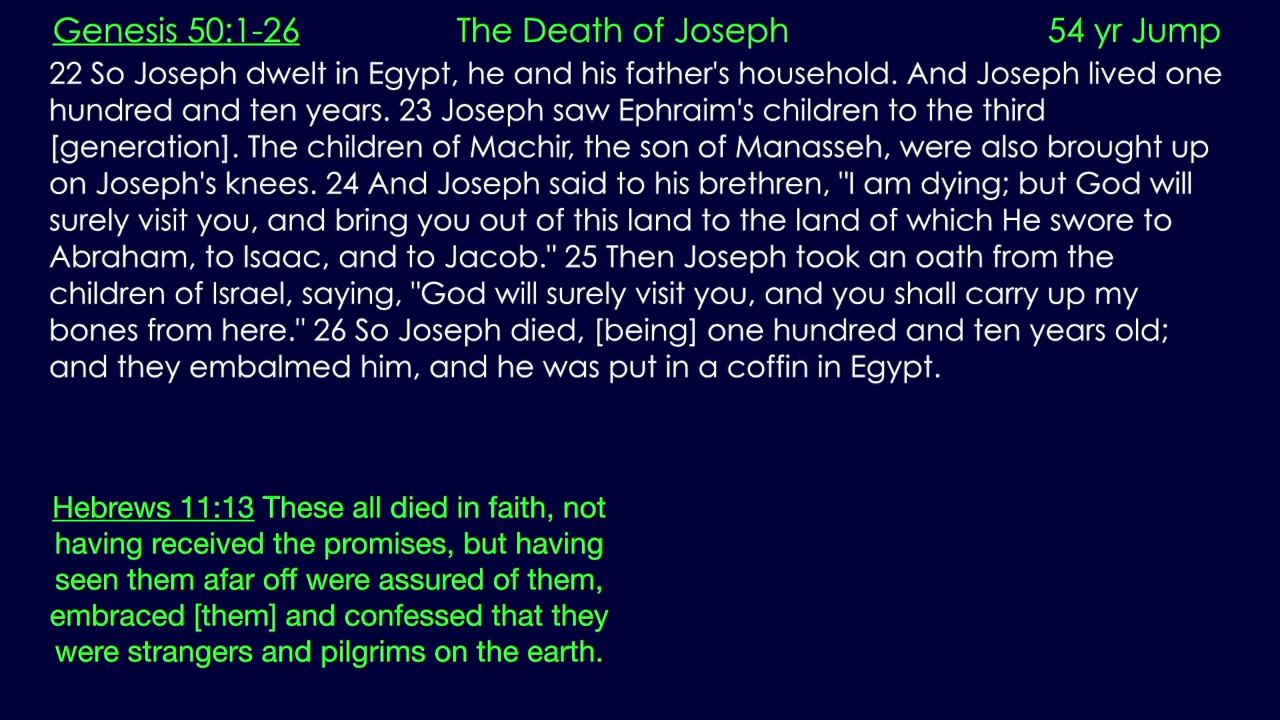 Genesis 50:1-26 The Death of Joseph 54 yr Jump
22 So Joseph dwelt in Egypt, he and his father's household. And Joseph lived one
hundred and ten years. 23 Joseph saw Ephraim's children to the third
[generation]. The children of Machir, the son of Manasseh, were also brought up
on Joseph's knees. 24 And Joseph said to his brethren, "I am dying; but God will
surely visit you, and bring you out of this land to the land of which He swore to
Abraham, to Isaac, and to Jacob." 25 Then Joseph took an oath from the
children of Israel, saying, "God will surely visit you, and you shall carry up my
bones from here." 26 So Joseph died, [being] one hundred and ten years old;
and they embalmed him, and he was put in a coffin in Egypt.
Hebrews 11:13 These all died in faith, not
having received the promises, but having
seen them afar off were assured of them,
embraced [them] and confessed that they
were strangers and pilgrims on the earth.